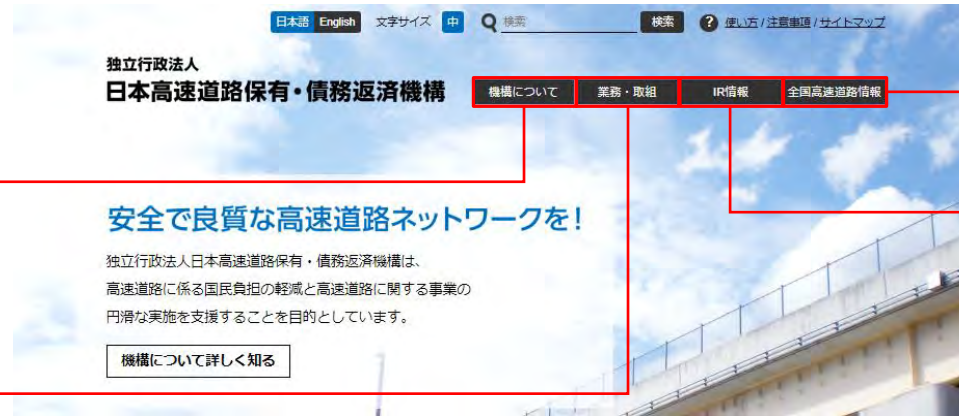 日本語 English 文字サイズ 中 検索 検索 ? 使い方 / 注意事項 / サイトマップ
独立行政法人
日本高速道路保有・債務返済機構
機構について 業務・取組 IR情報 全国高速道路情報
安全で良質な高速道路ネットワークを!
独立行政法人日本高速道路保有・債務返済機構は、
高速道路に係る国民負担の軽減と高速道路に関する事業の
円滑な実施を支援することを目的としています。
機構について詳しく知る